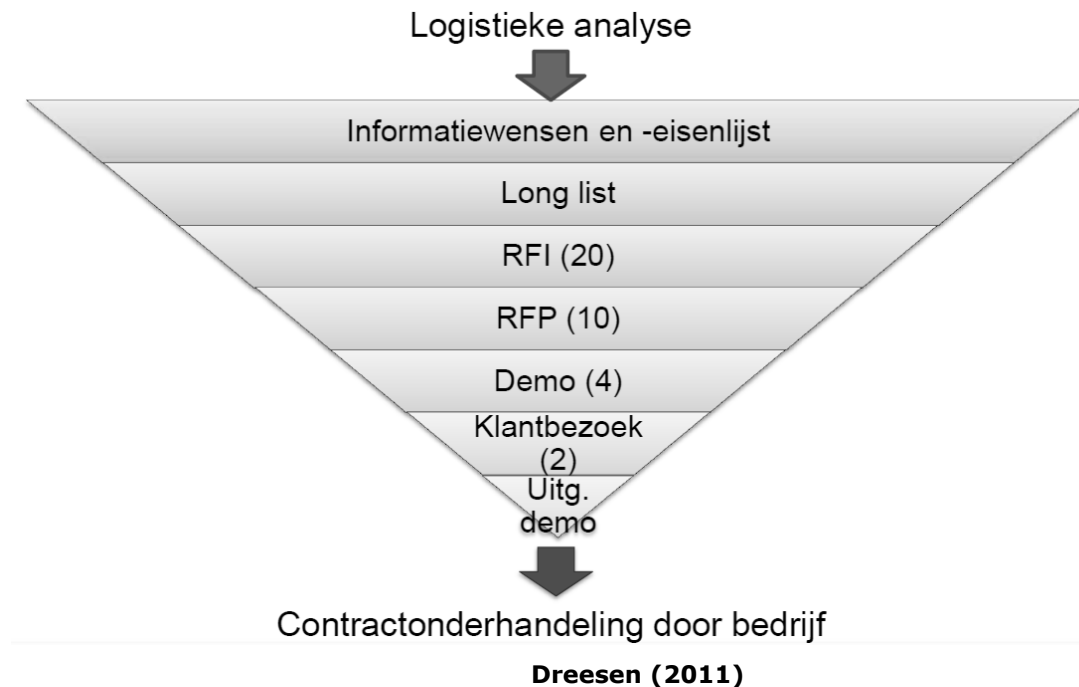 Logistieke analyse
Informatiewensen en -eisenlijst
Long list
RFI (20)
RFP (10)
Demo (4)
Klantbezoek
(2)
Uitg.
demo
Contractonderhandeling door bedrijf
Dreesen (2011)